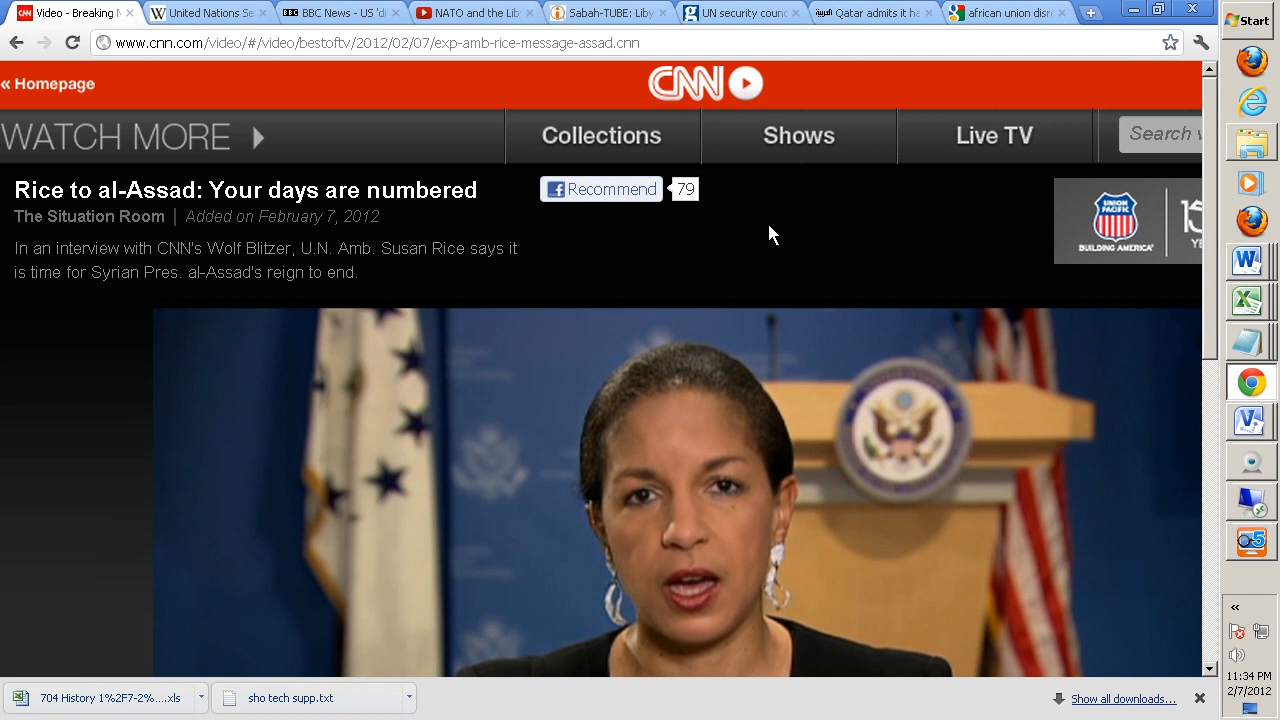 Video - Breaking N
United Nations Se
BBC News - US 'di
NATO and the Liby
Sabah-TUBE: Liby
UN security counc
Qatar admits it ha
african union disre
www.cnn.com/video/#/video/bestoftv/2012/02/07/exp-amb-rice-message-assad.cnn
« Homepage
CNN
WATCH MORE
Collections
Shows
Live TV
Search v
Rice to al-Assad: Your days are numbered
Recommend
79
The Situation Room | Added on February 7, 2012
In an interview with CNN's Wolf Blitzer, U.N. Amb. Susan Rice says it
is time for Syrian Pres. al-Assad's reign to end.
UNION
PACIFIC
BUILDING AMERICA®
15
YE
704 History 1%2F7-2%....xls
sho tech supp.txt
Show all downloads...
Start
11:34 PM
2/7/2012